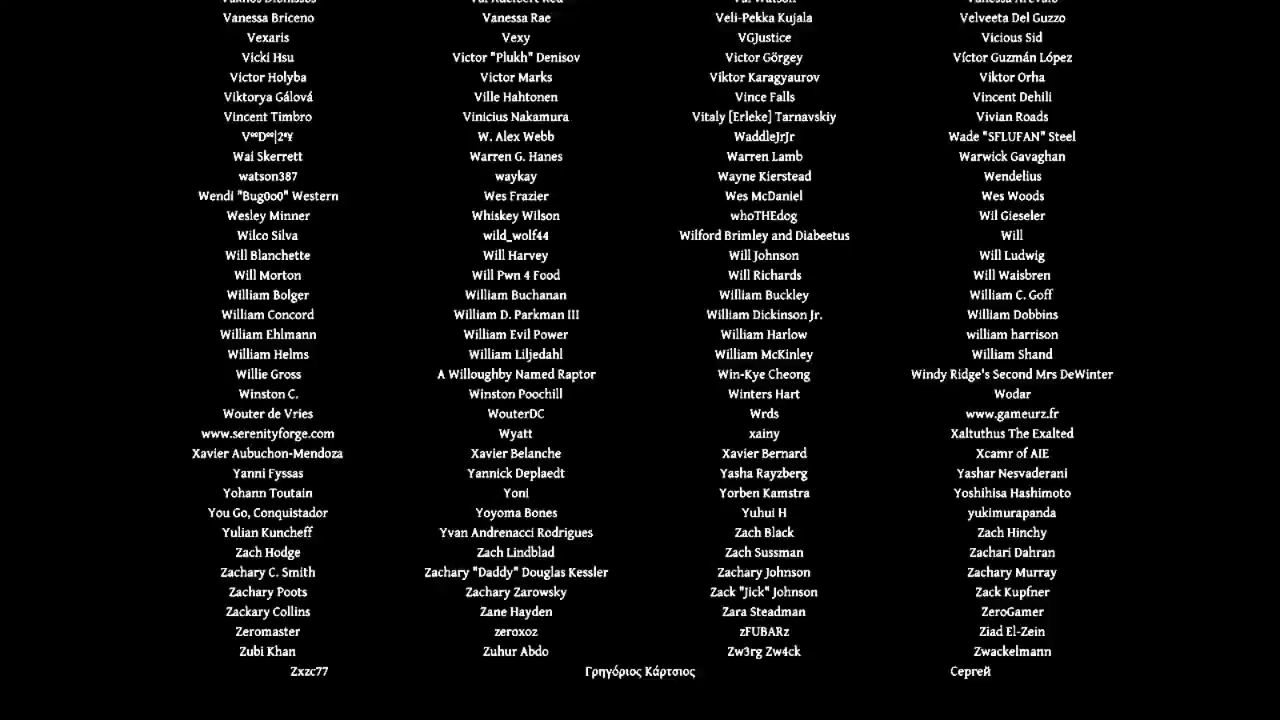 Vanessa Briceno Vanessa Rae Veli-Pekka Kujala Velveeta Del Guzzo
Vexaris Vexy VGJustice Vicious Sid
Vicki Hsu Victor "Plukh" Denisov Victor Görgey Víctor Guzmán López
Victor Holyba Victor Marks Viktor Karagyaurov Viktor Orha
Viktorya Gálová Ville Hahtonen Vince Falls Vincent Dehili
Vincent Timbro Vinicius Nakamura Vitaly [Erleke] Tarnavskiy Vivian Roads
W. Alex Webb WaddleJrJr Wade "SFLUFAN" Steel
Wai Skerrett Warren G. Hanes Warren Lamb Warwick Gavaghan
watson387 waykay Wayne Kierstead Wendelius
Wendi "Bug0o0" Western Wes Frazier Wes McDaniel Wes Woods
Wesley Minner Whiskey Wilson whoTHEdog Wil Gieseler
Wilco Silva wild_wolf44 Wilford Brimley and Diabeetus Will
Will Blanchette Will Harvey Will Johnson Will Ludwig
Will Morton Will Pwn 4 Food Will Richards Will Waisbren
William Bolger William Buchanan William Buckley William C. Goff
William Concord William D. Parkman III William Dickinson Jr. William Dobbins
William Ehlmann William Evil Power William Harlow william harrison
William Helms William Liljedahl William McKinley William Shand
Willie Gross A Willoughby Named Raptor Win-Kye Cheong Windy Ridge's Second Mrs DeWinter
Winston C. Winston Poochill Winters Hart Wodar
Wouter de Vries WouterDC Wrds www.gameurz.fr
www.serenityforge.com Wyatt xainy Xaltuthus The Exalted
Xavier Aubuchon-Mendoza Xavier Belanche Xavier Bernard Xcamr of AIE
Yanni Fyssas Yannick Deplaedt Yasha Rayzberg Yashar Nesvaderani
Yohann Toutain Yoni Yorben Kamstra Yoshihisa Hashimoto
You Go, Conquistador Yoyoma Bones Yuhui H yukimurapanda
Yulian Kuncheff Yvan Andrenacci Rodrigues Zach Black Zach Hinchy
Zach Hodge Zach Lindblad Zach Sussman Zachari Dahran
Zachary C. Smith Zachary "Daddy" Douglas Kessler Zachary Johnson Zachary Murray
Zachary Poots Zachary Zarowsky Zack "Jick" Johnson Zack Kupfner
Zackary Collins Zane Hayden Zara Steadman ZeroGamer
Zeromaster zeroxoz zFUBARz Ziad El-Zein
Zubi Khan Zuhur Abdo Zw3rg Zw4ck Zwackelmann
Zxzc77 Γρηγόριος Κάρτσιος Сергей